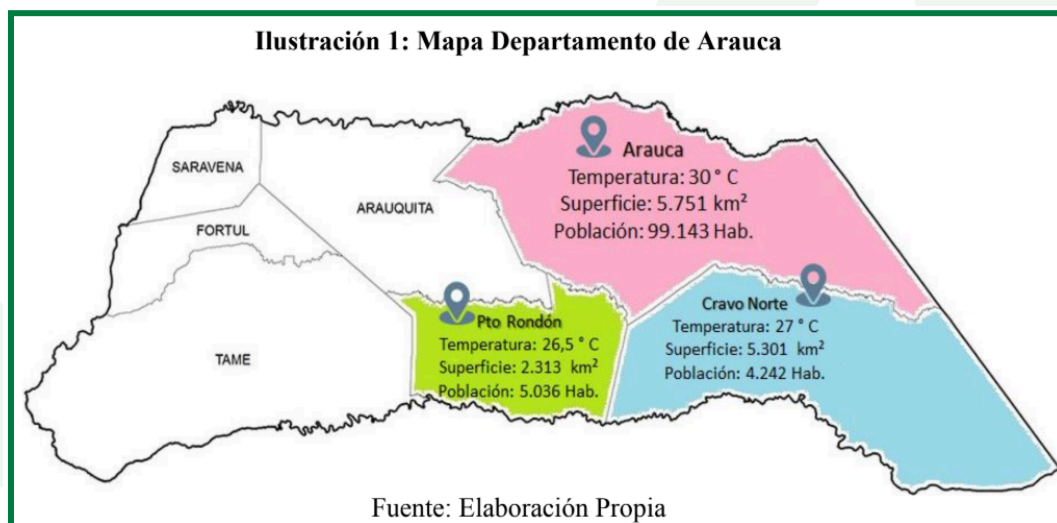 Ilustración 1: Mapa Departamento de Arauca
SARAVENA
FORTUL
ARAUQUITA
TAME
Arauca
Temperatura: 30 ° C
Superficie: 5.751 km²
Población: 99.143 Hab.
Pto Rondón
Temperatura: 26,5 ° C
Superficie: 2.313 km²
Población: 5.036 Hab.
Cravo Norte
Temperatura: 27 ° C
Superficie: 5.301 km²
Población: 4.242 Hab.
Fuente: Elaboración Propia